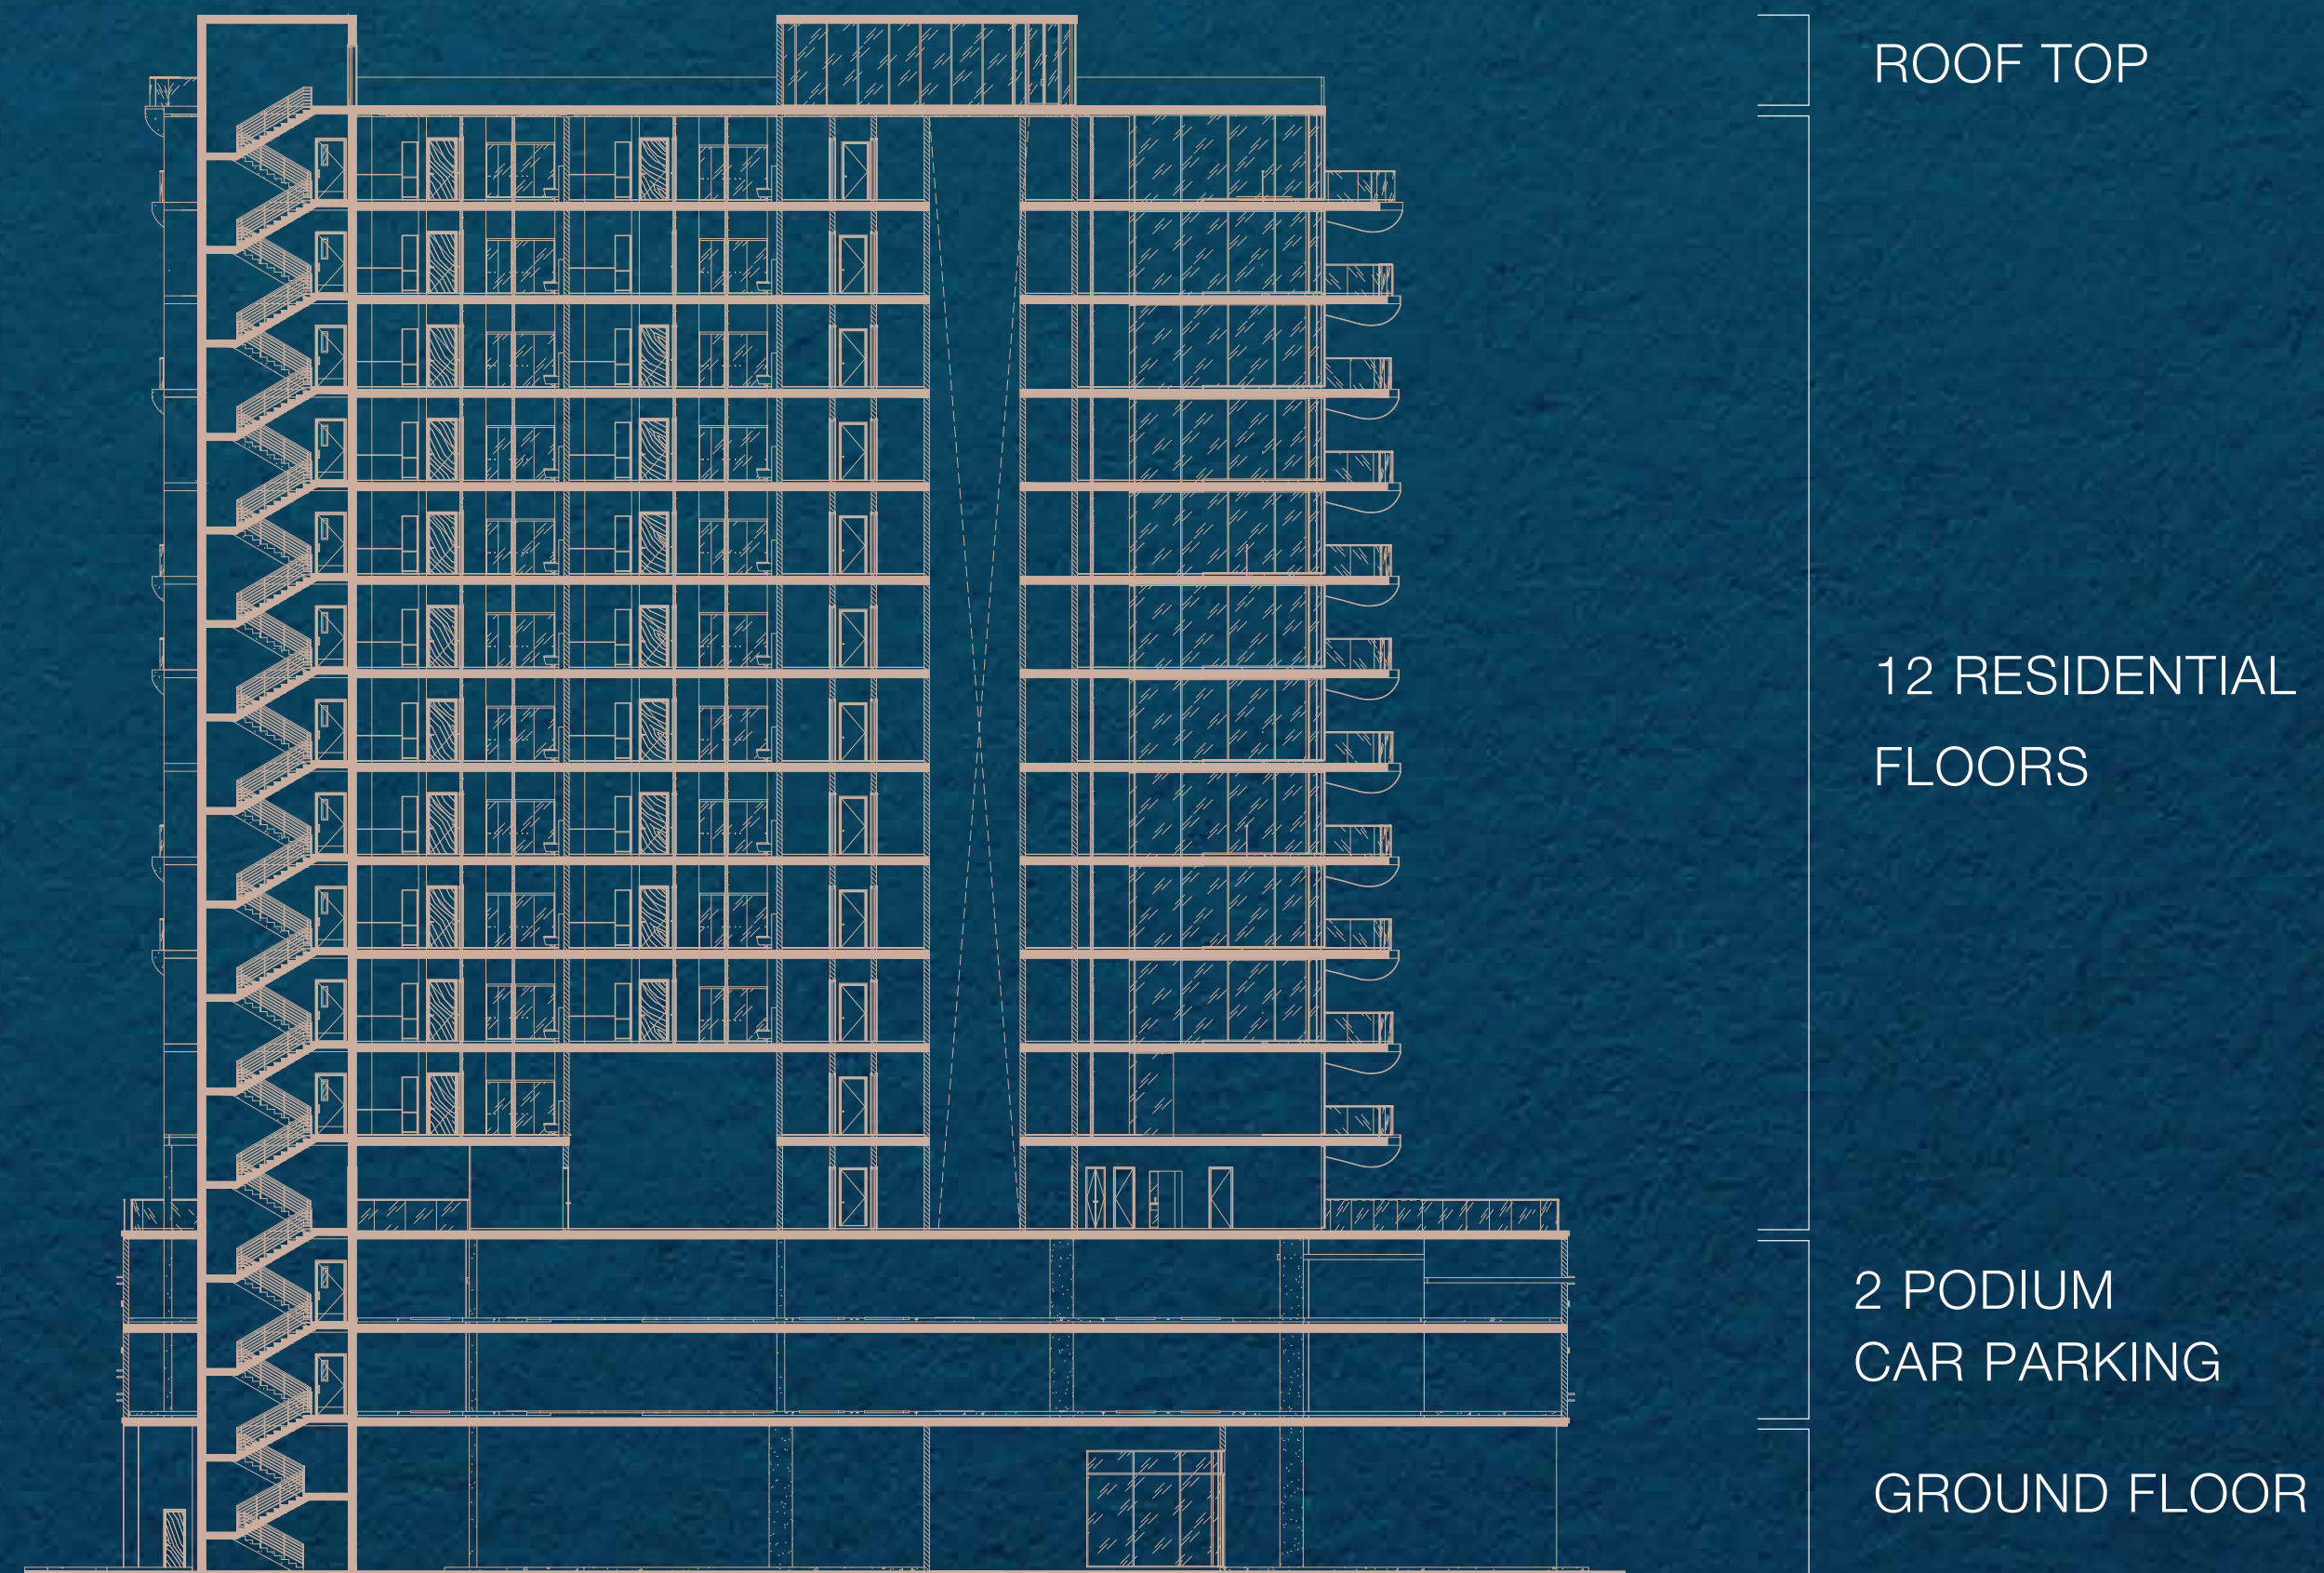 ROOF TOP
12 RESIDENTIAL
FLOORS
2 PODIUM
CAR PARKING
GROUND FLOOR